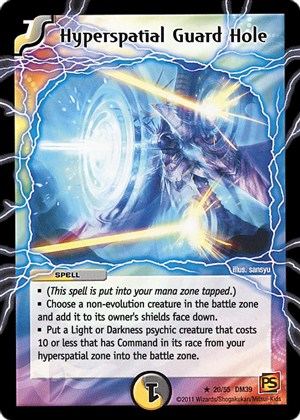 7
Hyperspatial Guard Hole
illus. sansyu
SPELL
▪ (This spell is put into your mana zone tapped.)
▪ Choose a non-evolution creature in the battle zone
and add it to its owner's shields face down.
▪ Put a Light or Darkness psychic creature that costs
10 or less that has Command in its race from your
hyperspatial zone into the battle zone.
1
★ 20/55 DM39
©2011 Wizards/Shogakukan/Mitsui-Kids
PS